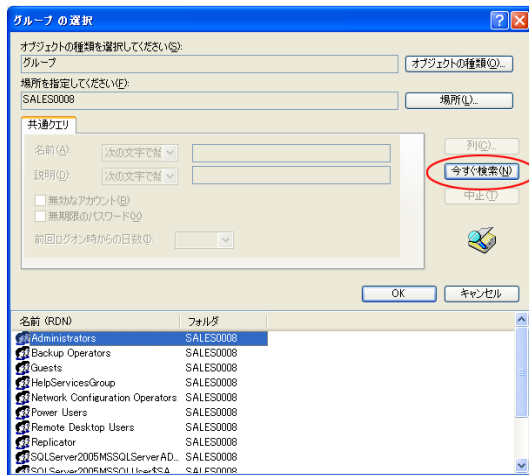 グループ の選択
オブジェクトの種類を選択してください(S):
グループ
オブジェクトの種類(O)...
場所を指定してください(F):
SALES0008
場所(L)...
共通クエリ
名前(A):
次の文字で始
列(C)...
説明(D):
次の文字で始
今すぐ検索(N)
無効なアカウント(B)
中止(T)
無期限のパスワード(X)
前回ログオン時からの日数(I):
OK
キャンセル
名前 (RDN)
フォルダ
Administrators SALES0008
Backup Operators SALES0008
Guests SALES0008
HelpServicesGroup SALES0008
Network Configuration Operators SALES0008
Power Users SALES0008
Remote Desktop Users SALES0008
Replicator SALES0008
SQLServer2005MSSQLServerAD... SALES0008
SQLServer2005MSSQLUser$SA... SALES0008